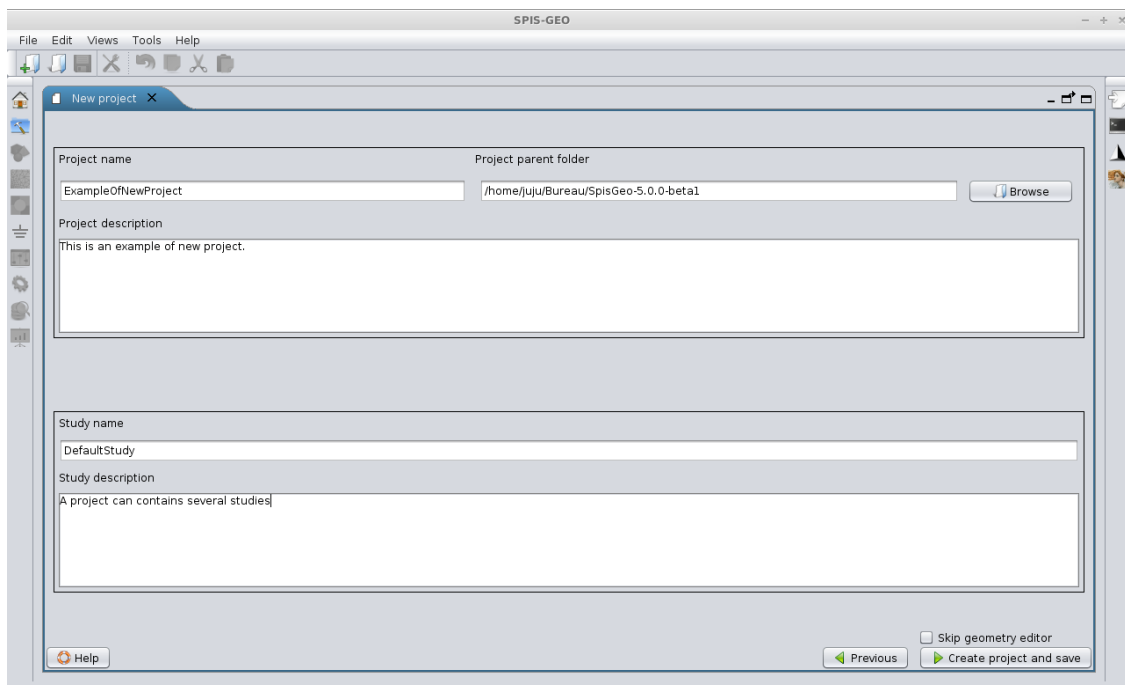 SPIS-GEO
File Edit Views Tools Help
New project X
Project name Project parent folder
ExampleOfNewProject /home/juju/Bureau/SpisGeo-5.0.0-beta1 Browse
Project description
This is an example of new project.
Study name
DefaultStudy
Study description
A project can contains several studies
Skip geometry editor
Help Previous Create project and save